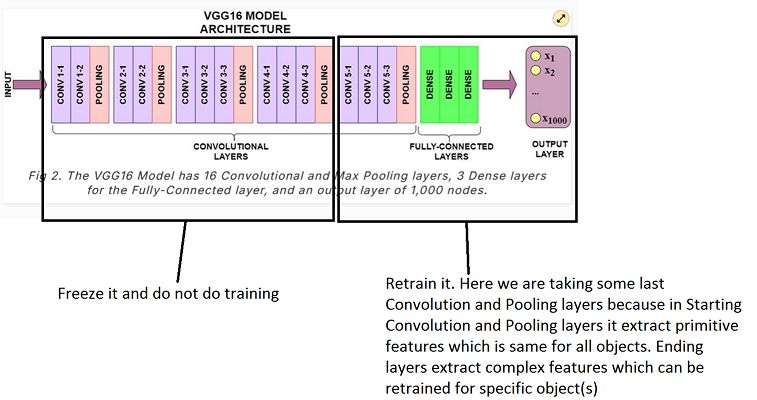 VGG16 MODEL
ARCHITECTURE
INPUT
CONV 1-1
CONV 1-2
POOLING
CONV 2-1
CONV 2-2
POOLING
CONV 3-1
CONV 3-2
CONV 3-3
POOLING
CONV 4-1
CONV 4-2
CONV 4-3
POOLING
CONV 5-1
CONV 5-2
CONV 5-3
POOLING
DENSE
DENSE
DENSE
x1
x2
...
x1000
CONVOLUTIONAL
LAYERS
FULLY-CONNECTED
LAYERS
OUTPUT
LAYER
Fig 2. The VGG16 Model has 16 Convolutional and Max Pooling layers, 3 Dense layers
for the Fully-Connected layer, and an output layer of 1,000 nodes.
Freeze it and do not do training
Retrain it. Here we are taking some last
Convolution and Pooling layers because in Starting
Convolution and Pooling layers it extract primitive
features which is same for all objects. Ending
layers extract complex features which can be
retrained for specific object(s)